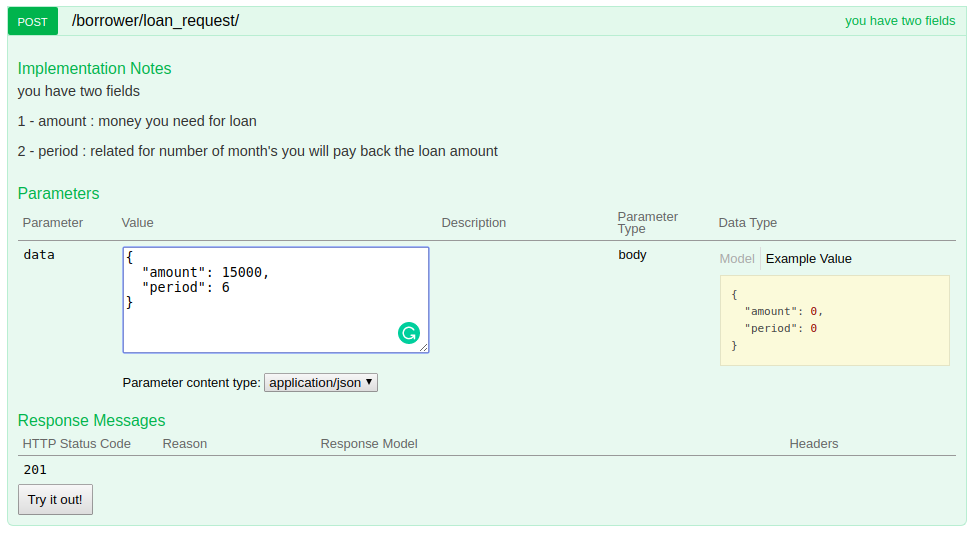 POST /borrower/loan_request/ you have two fields
Implementation Notes
you have two fields
1 - amount : money you need for loan
2 - period : related for number of month's you will pay back the loan amount
Parameters
Parameter Value Description Parameter Type Data Type
data
{
"amount": 15000,
"period": 6
}
body
Model Example Value
{
"amount": 0,
"period": 0
}
Parameter content type: application/json
Response Messages
HTTP Status Code Reason Response Model Headers
201
Try it out!